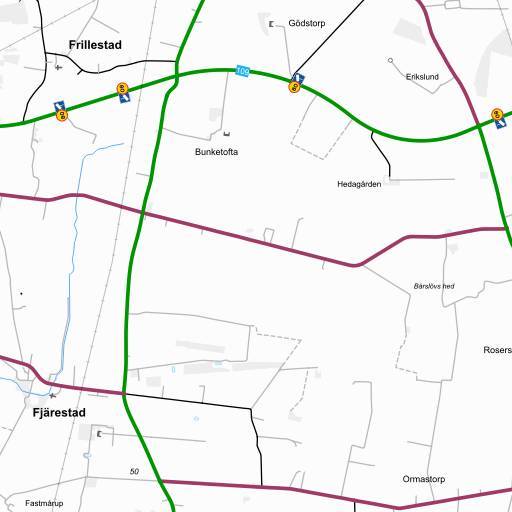 Gödstorp
Frillestad
109
Erikslund
Bunketofta
Hedagården
Bårslövs hed
Rosers
Fjärestad
50
Ormastorp
Fastmårup